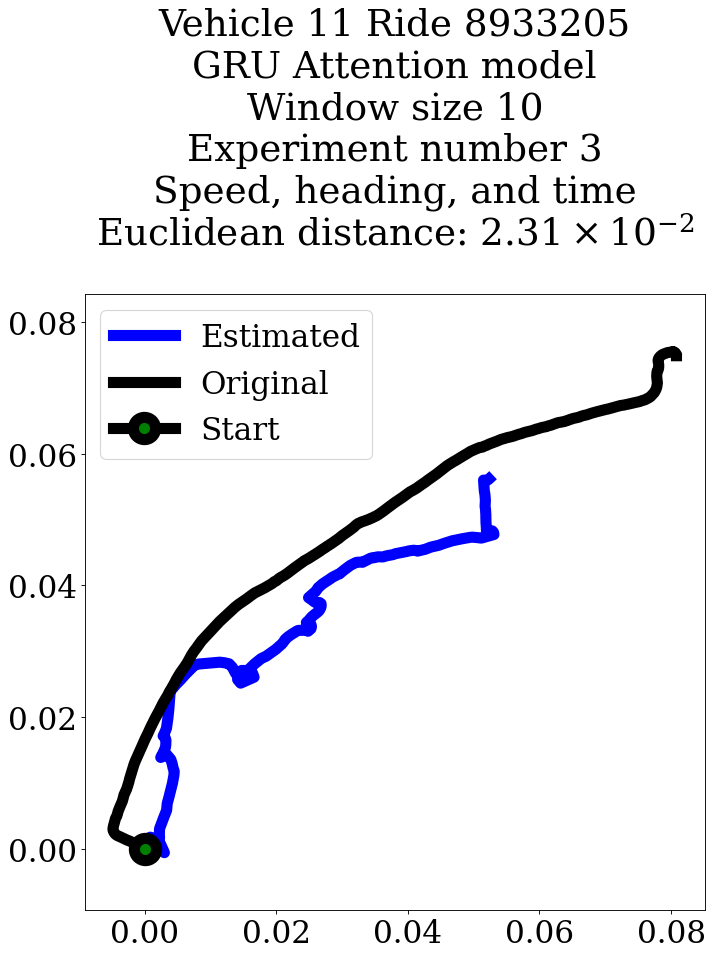 Vehicle 11 Ride 8933205
GRU Attention model
Window size 10
Experiment number 3
Speed, heading, and time
Euclidean distance: 2.31 × 10⁻²
Estimated
Original
Start
0.08
0.06
0.04
0.02
0.00
0.00 0.02 0.04 0.06 0.08